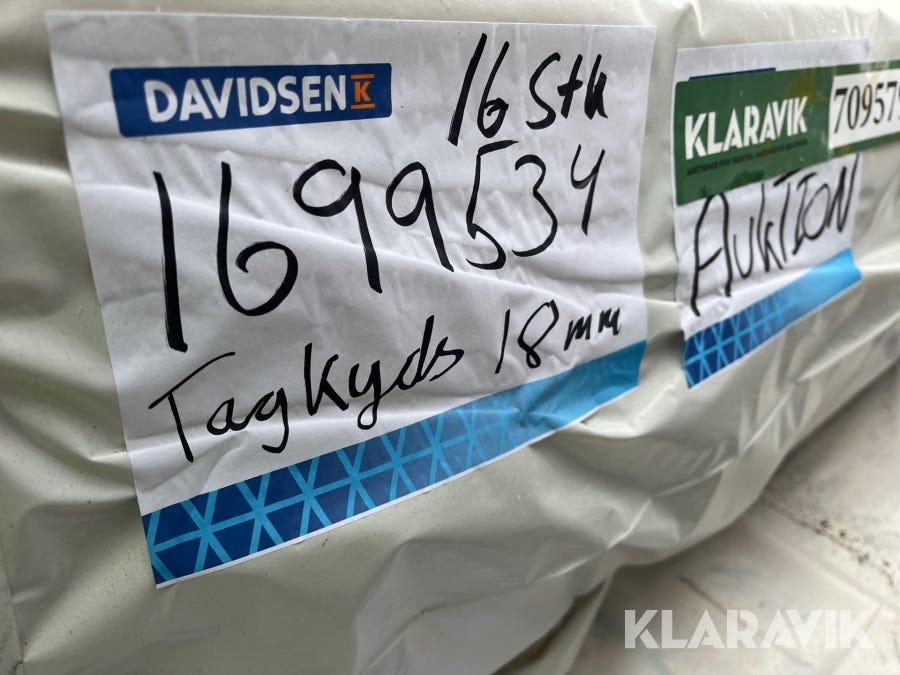 DAVIDSEN K
16 Stk
1699534
Tagkyds 18mm
KLARAVIK
70957
AUKTION
KLARAVIK